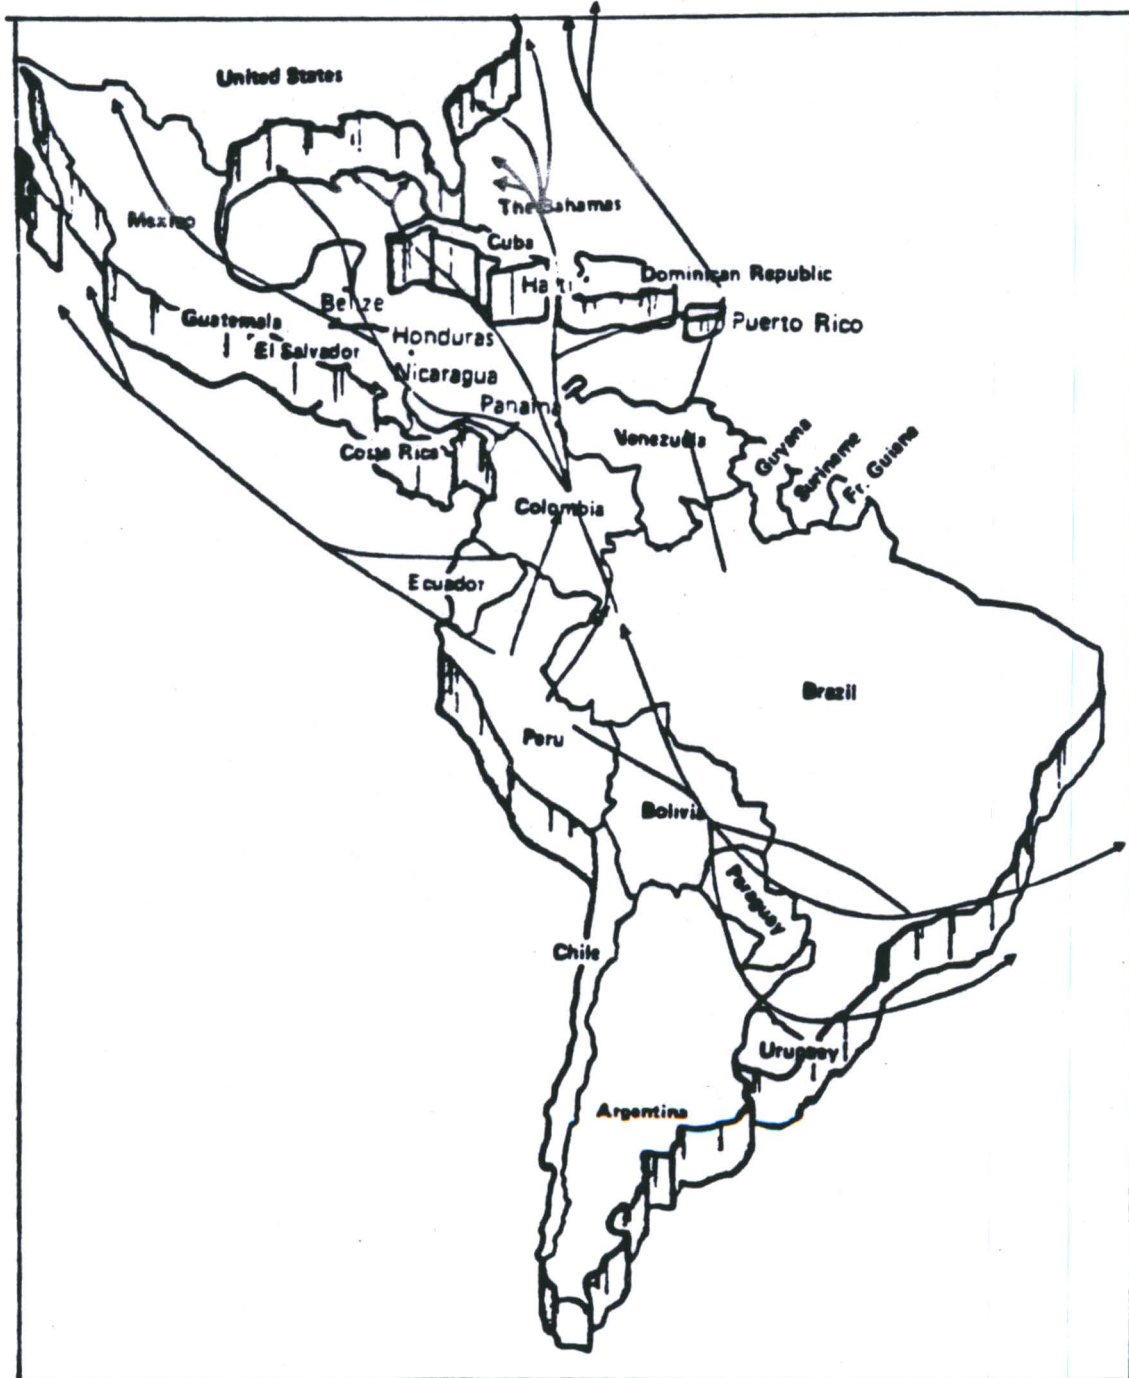 United States
Mexico
The Bahamas
Cuba
Haiti
Dominican Republic
Belize
Puerto Rico
Guatemala
Honduras
El Salvador
Nicaragua
Panama
Costa Rica
Venezuela
Guyana
Suriname
Fr. Guiana
Colombia
Ecuador
Brazil
Peru
Bolivia
Paraguay
Chile
Uruguay
Argentina